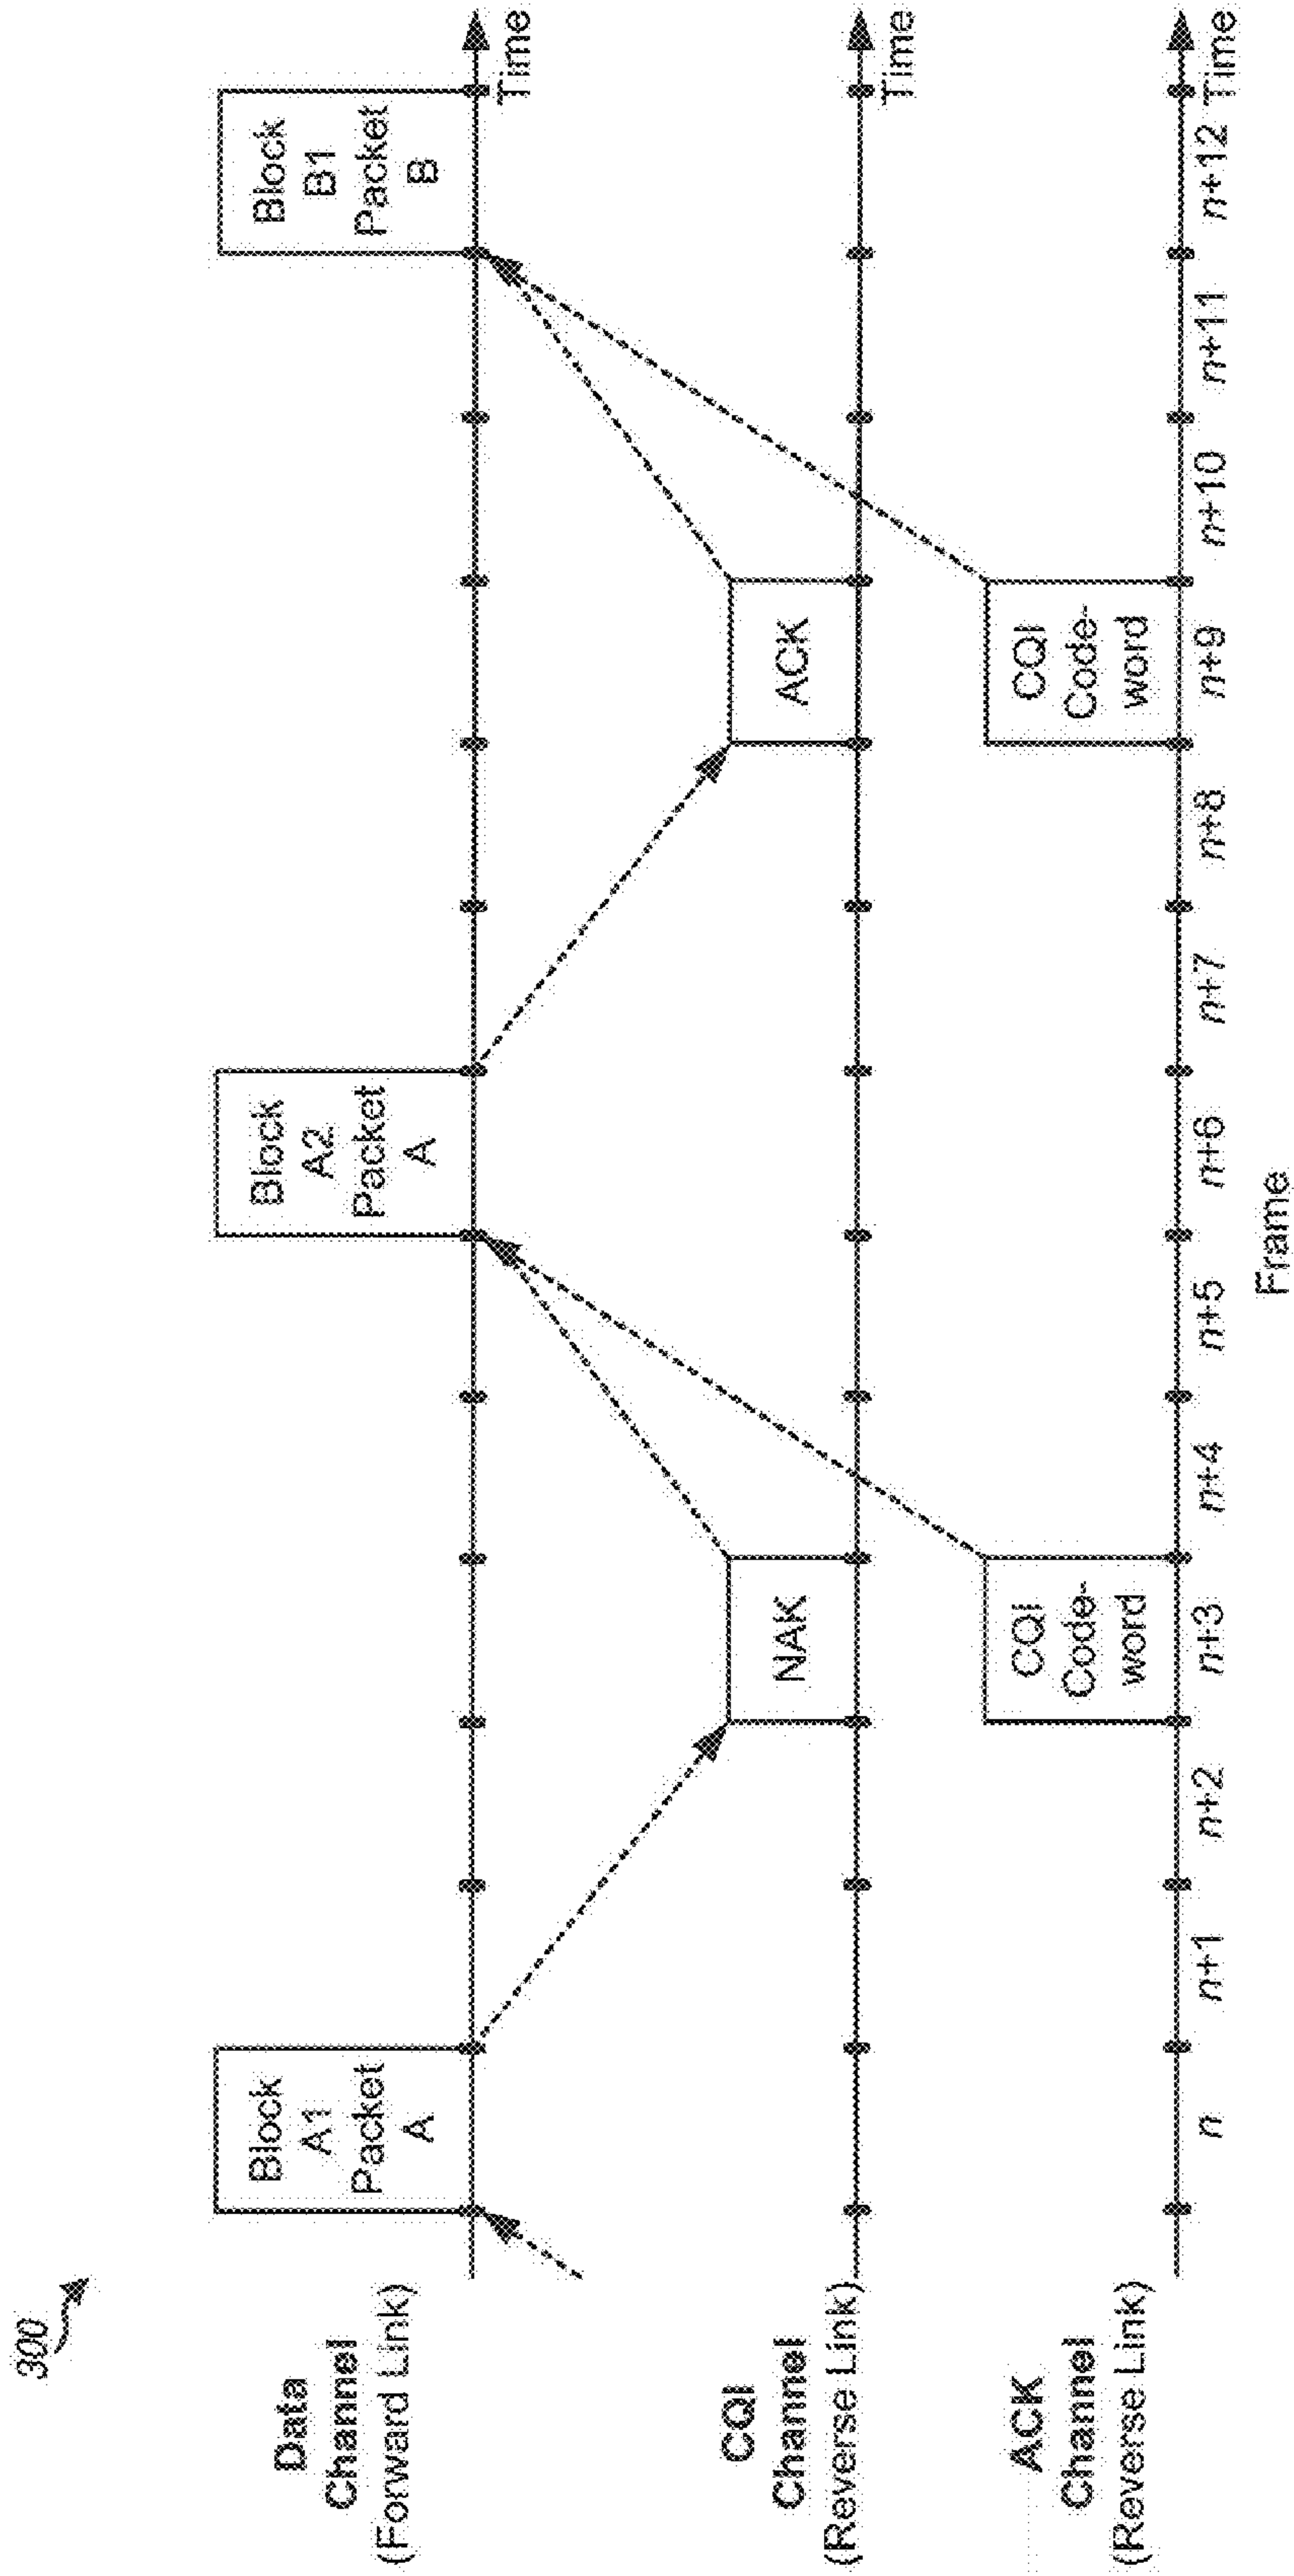 300
Data
Channel
(Forward Link)
Block
A1
Packet
A
Block
A2
Packet
A
Block
B1
Packet
B
Time
CQI
Channel
(Reverse Link)
NAK
ACK
Time
ACK
Channel
(Reverse Link)
CQI
Code-
word
CQI
Code-
word
Time
n n+1 n+2 n+3 n+4 n+5 n+6 n+7 n+8 n+9 n+10 n+11 n+12
Frame